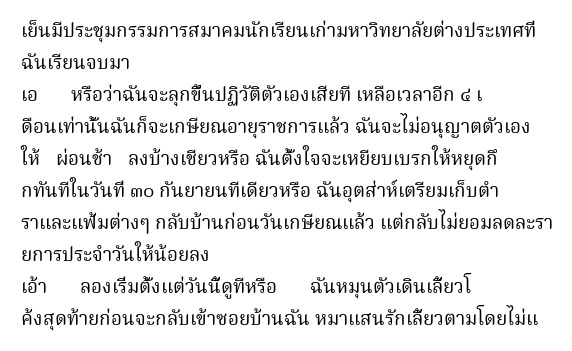 เย็นมีประชุมกรรมการสมาคมนักเรียนเก่ามหาวิทยาลัยต่างประเทศที่
ฉันเรียนจบมา
เอ หรือว่าฉันจะลุกขึ้นปฏิวัติตัวเองเสียที เหลือเวลาอีก ๔ เ
ดือนเท่านั้นฉันก็จะเกษียณอายุราชการแล้ว ฉันจะไม่อนุญาตตัวเอง
ให้ ผ่อนช้า ลงบ้างเชียวหรือ ฉันตั้งใจจะเหยียบเบรกให้หยุดกึ
กทันทีในวันที่ ๓๐ กันยายนทีเดียวหรือ ฉันอุตส่าห์เตรียมเก็บตำ
ราและแฟ้มต่างๆ กลับบ้านก่อนวันเกษียณแล้ว แต่กลับไม่ยอมลดละรา
ยการประจำวันให้น้อยลง
เอ้า ลองเริ่มตั้งแต่วันนี้ดูทีหรือ ฉันหมุนตัวเดินเลี้ยวโ
ค้งสุดท้ายก่อนจะกลับเข้าซอยบ้านฉัน หมาแสนรักเลี้ยวตามโดยไม่แ